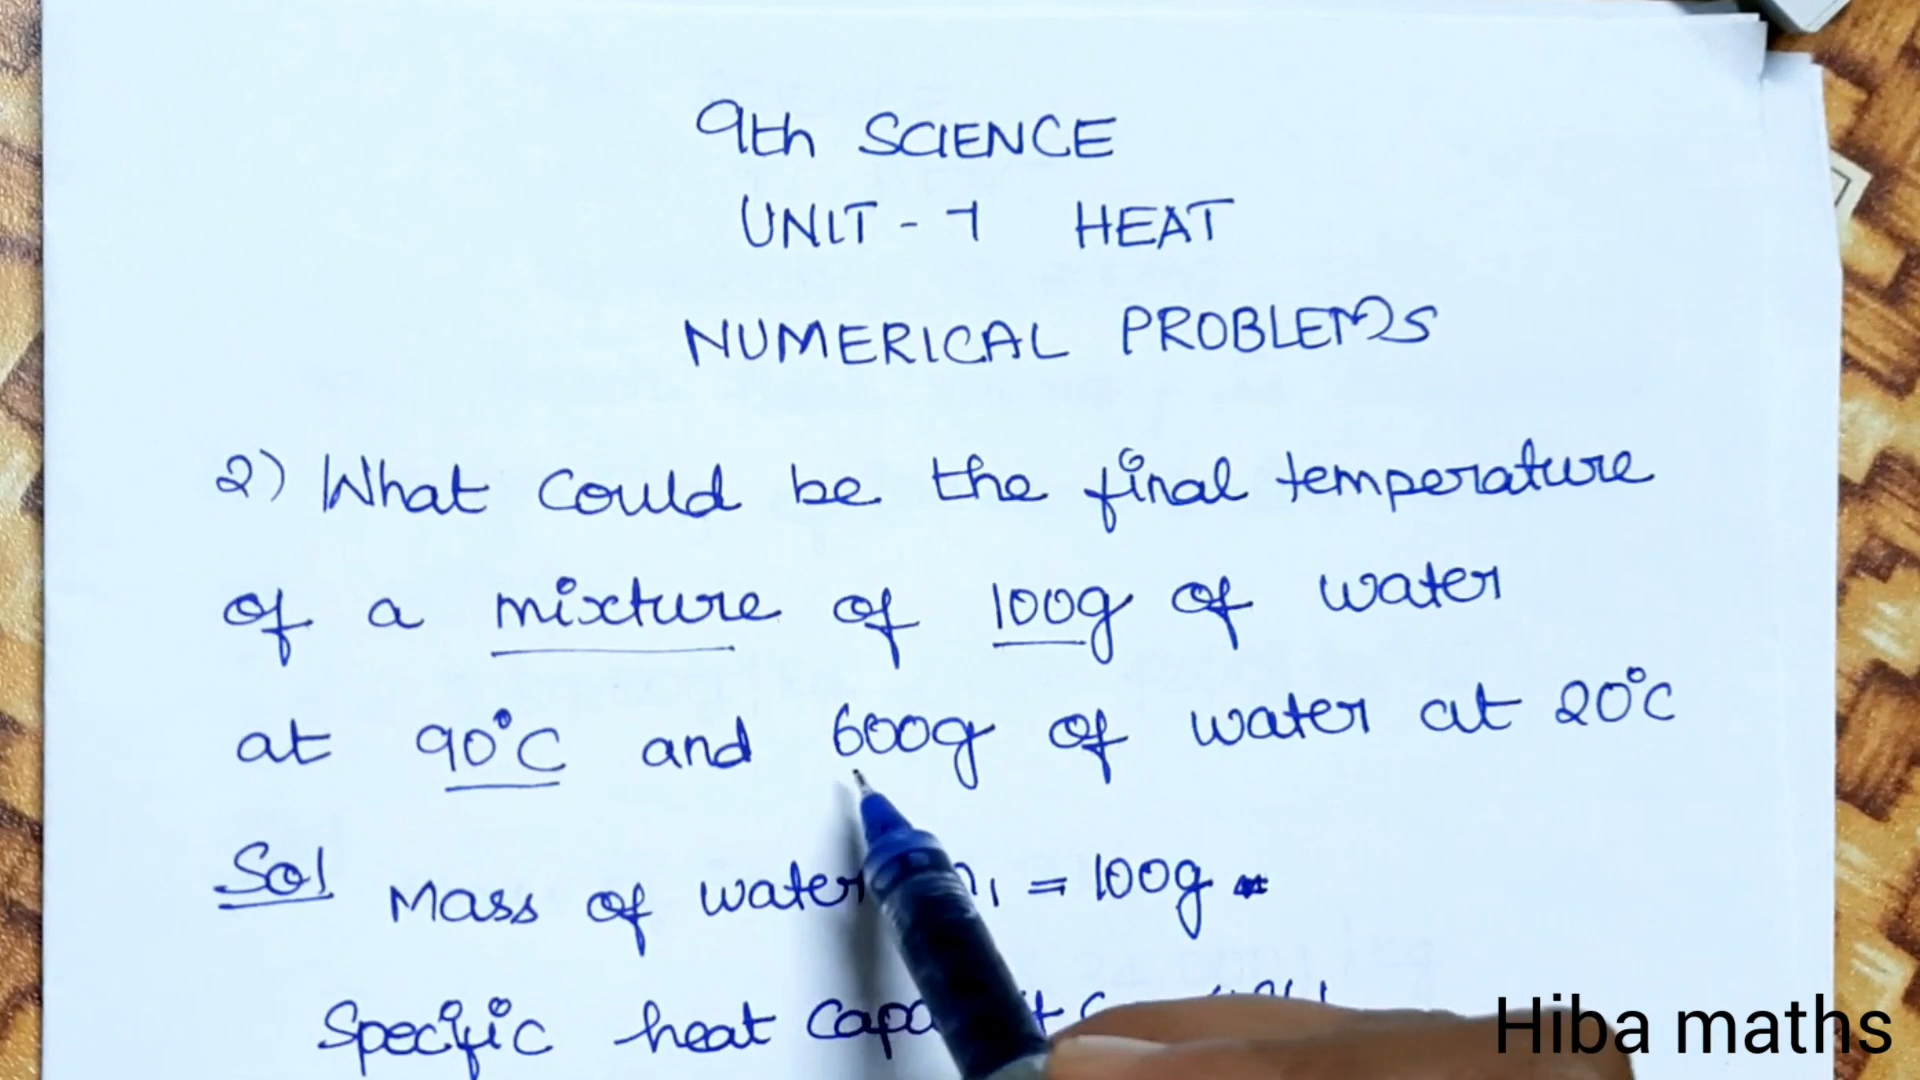 9th SCIENCE
UNIT - 7 HEAT
NUMERICAL PROBLEMS
2) What could be the final temperature
of a mixture of 100g of water
at 90°C and 600g of water at 20°C
Sol Mass of water = 100g
Specific heat
Hiba maths